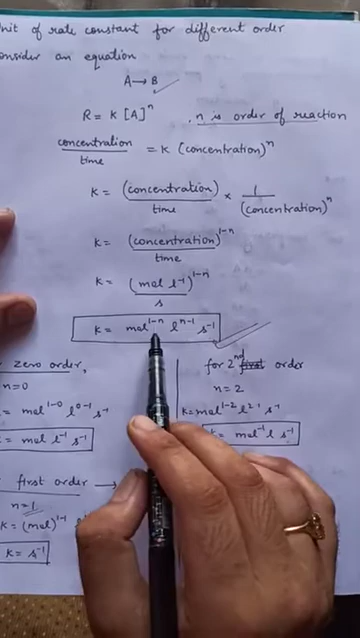 nit of rate constant for different order
onsider an equation
A → B
R = K [A]^n , n is order of reaction
concentration/time = K (concentration)^n
K = (concentration)/time × 1/(concentration)^n
K = (concentration)^1-n/time
K = (mol l^-1)^1-n/s
K = mol^1-n l^n-1 s^-1
zero order,
n=0
= mol^1-0 l^0-1 s^-1
= mol l^-1 s^-1
first order →
n=1
K = (mol)^1-1
K = s^-1
for 2nd order
n = 2
K = mol^1-2 l^2-1 s^-1
K = mol^-1 l s^-1